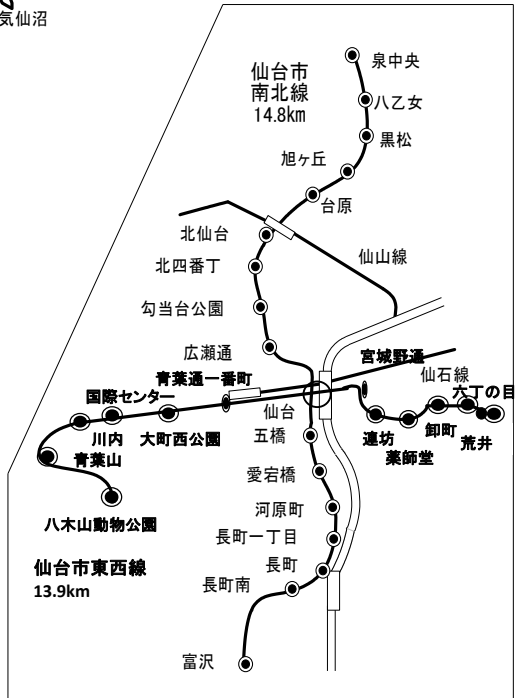 気仙沼
仙台市
南北線
14.8km
泉中央
八乙女
黒松
旭ヶ丘
台原
北仙台
仙山線
北四番丁
勾当台公園
広瀬通
宮城野通
青葉通一番町
仙石線
六丁の目
国際センター
仙台
川内
大町西公園
五橋
連坊
卸町
荒井
薬師堂
青葉山
愛宕橋
河原町
八木山動物公園
長町一丁目
仙台市東西線
13.9km
長町
長町南
富沢